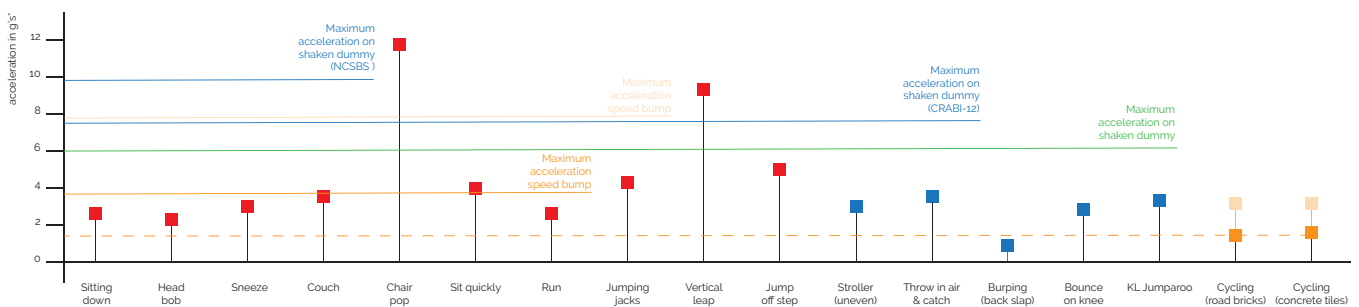 acceleration in g's*
12
10
8
6
4
2
0
Maximum
acceleration on
shaken dummy
(NCSBS )
Maximum
acceleration
speed bump
Maximum
acceleration on
shaken dummy
(CRABI-12)
Maximum
acceleration on
shaken dummy
Maximum
acceleration
speed bump
Sitting
down
Head
bob
Sneeze
Couch
Chair
pop
Sit quickly
Run
Jumping
jacks
Vertical
leap
Jump
off step
Stroller
(uneven)
Throw in air
& catch
Burping
(back slap)
Bounce
on knee
KL Jumparoo
Cycling
(road bricks)
Cycling
(concrete tiles)